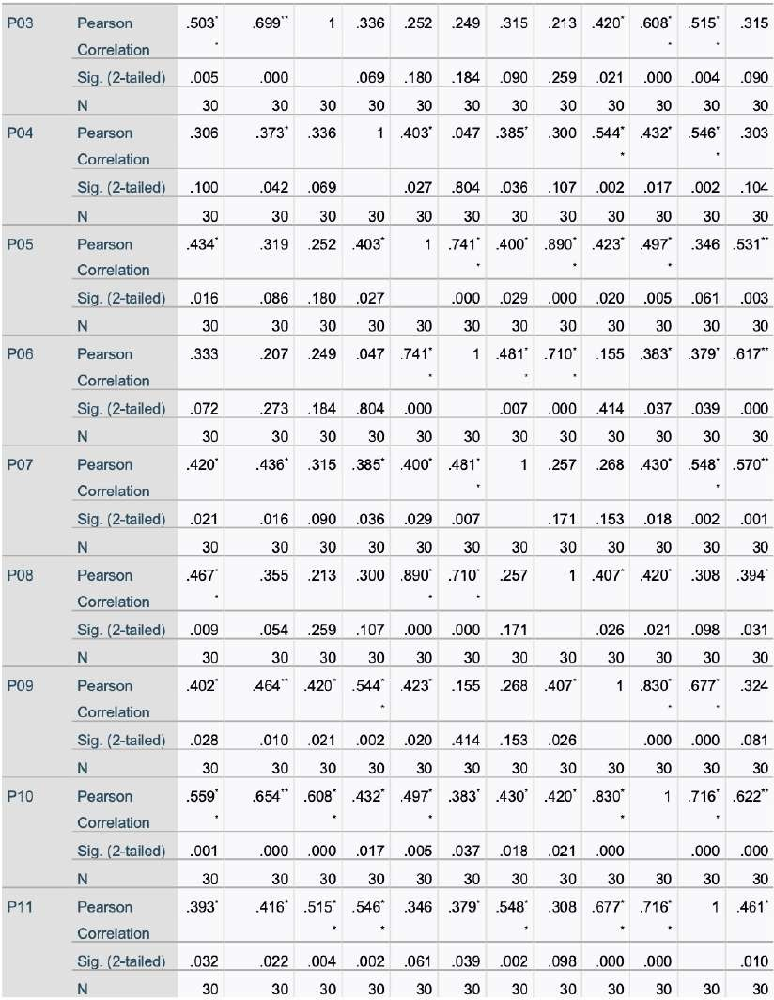 P03 Pearson .503* .699** 1 .336 .252 .249 .315 .213 .420* .608* .515* .315
Correlation * * *
Sig. (2-tailed) .005 .000 .069 .180 .184 .090 .259 .021 .000 .004 .090
N 30 30 30 30 30 30 30 30 30 30 30 30
P04 Pearson .306 .373* .336 1 .403* .047 .385* .300 .544* .432* .546* .303
Correlation * *
Sig. (2-tailed) .100 .042 .069 .027 .804 .036 .107 .002 .017 .002 .104
N 30 30 30 30 30 30 30 30 30 30 30 30
P05 Pearson .434* .319 .252 .403* 1 .741* .400* .890* .423* .497* .346 .531**
Correlation * * *
Sig. (2-tailed) .016 .086 .180 .027 .000 .029 .000 .020 .005 .061 .003
N 30 30 30 30 30 30 30 30 30 30 30 30
P06 Pearson .333 .207 .249 .047 .741* 1 .481* .710* .155 .383* .379* .617**
Correlation * * *
Sig. (2-tailed) .072 .273 .184 .804 .000 .007 .000 .414 .037 .039 .000
N 30 30 30 30 30 30 30 30 30 30 30 30
P07 Pearson .420* .436* .315 .385* .400* .481* 1 .257 .268 .430* .548* .570**
Correlation * *
Sig. (2-tailed) .021 .016 .090 .036 .029 .007 .171 .153 .018 .002 .001
N 30 30 30 30 30 30 30 30 30 30 30 30
P08 Pearson .467* .355 .213 .300 .890* .710* .257 1 .407* .420* .308 .394*
Correlation * * *
Sig. (2-tailed) .009 .054 .259 .107 .000 .000 .171 .026 .021 .098 .031
N 30 30 30 30 30 30 30 30 30 30 30 30
P09 Pearson .402* .464** .420* .544* .423* .155 .268 .407* 1 .830* .677* .324
Correlation * * *
Sig. (2-tailed) .028 .010 .021 .002 .020 .414 .153 .026 .000 .000 .081
N 30 30 30 30 30 30 30 30 30 30 30 30
P10 Pearson .559* .654** .608* .432* .497* .383* .430* .420* .830* 1 .716* .622**
Correlation * * * * *
Sig. (2-tailed) .001 .000 .000 .017 .005 .037 .018 .021 .000 .000 .000
N 30 30 30 30 30 30 30 30 30 30 30 30
P11 Pearson .393* .416* .515* .546* .346 .379* .548* .308 .677* .716* 1 .461*
Correlation * * * * *
Sig. (2-tailed) .032 .022 .004 .002 .061 .039 .002 .098 .000 .000 .010
N 30 30 30 30 30 30 30 30 30 30 30 30